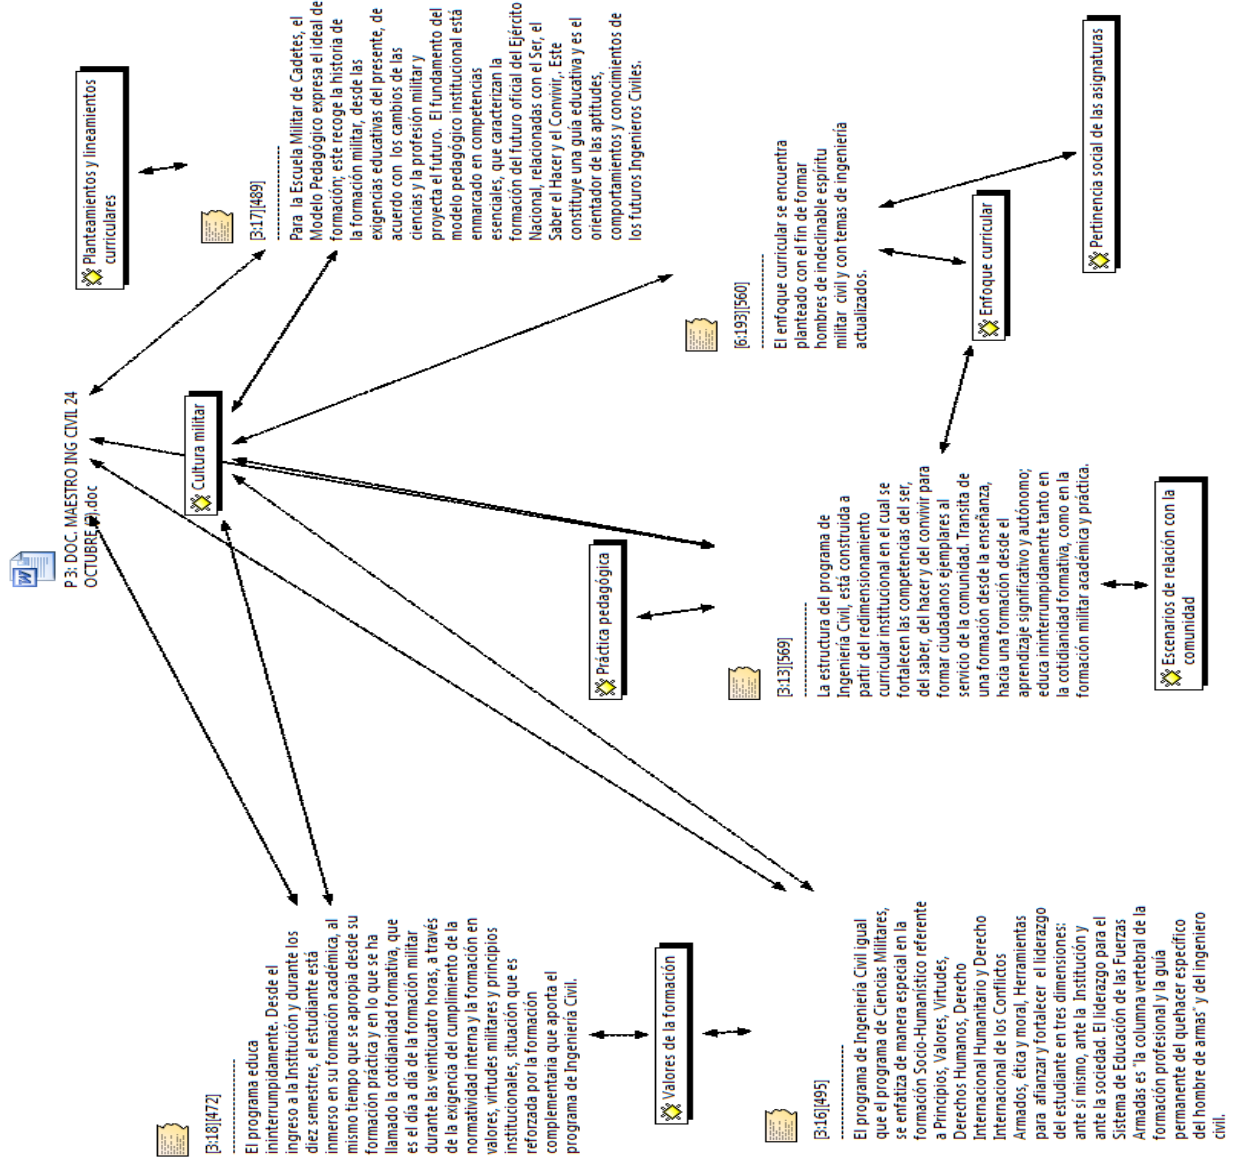 P 3: DOC. MAESTRO ING CIVIL 24
OCTUBRE (2).doc
Planteamientos y lineamientos
curriculares
Cultura militar
[3:18][472]
El programa educa
ininterrumpidamente. Desde el
ingreso a la Institución y durante los
diez semestres, el estudiante está
inmerso en su formación académica, al
mismo tiempo que se apropia desde su
formación práctica y en lo que se ha
llamado la cotidianidad formativa, que
es el día a día de la formación militar
durante las veinticuatro horas, a través
de la exigencia del cumplimiento de la
normatividad interna y la formación en
valores, virtudes militares y principios
institucionales, situación que es
reforzada por la formación
complementaria que aporta el
programa de Ingeniería Civil.
[3:17][489]
Para la Escuela Militar de Cadetes, el
Modelo Pedagógico expresa el ideal de
formación; este recoge la historia de
la formación militar, desde las
exigencias educativas del presente, de
acuerdo con los cambios de las
ciencias y la profesión militar y
proyecta el futuro. El fundamento del
modelo pedagógico institucional está
enmarcado en competencias
esenciales, que caracterizan la
formación del futuro oficial del Ejército
Nacional, relacionadas con el Ser, el
Saber el Hacer y el Convivir,. Este
constituye una guía educativa y es el
orientador de las aptitudes,
comportamientos y conocimientos de
los futuros Ingenieros Civiles.
Práctica pedagógica
Valores de la formación
[6:193][560]
El enfoque curricular se encuentra
planteado con el fin de formar
hombres de indeclinable espíritu
militar civil y con temas de ingeniería
actualizados.
[3:13][569]
La estructura del programa de
Ingeniería Civil, está construida a
partir del redimensionamiento
curricular institucional en el cual se
fortalecen las competencias del ser,
del saber, del hacer y del convivir para
formar ciudadanos ejemplares al
servicio de la comunidad. Transita de
una formación desde la enseñanza,
hacia una formación desde el
aprendizaje significativo y autónomo;
educa ininterrumpidamente tanto en
la cotidianidad formativa, como en la
formación militar académica y práctica.
[3:16][495]
El programa de Ingeniería Civil igual
que el programa de Ciencias Militares,
se enfatiza de manera especial en la
formación Socio-Humanístico referente
a Principios, Valores, Virtudes,
Derechos Humanos, Derecho
Internacional Humanitario y Derecho
Internacional de los Conflictos
Armados, ética y moral, Herramientas
para afianzar y fortalecer el liderazgo
del estudiante en tres dimensiones:
ante sí mismo, ante la Institución y
ante la sociedad. El liderazgo para el
Sistema de Educación de las Fuerzas
Armadas es ¨la columna vertebral de la
formación profesional y la guía
permanente del quehacer específico
del hombre de armas¨ y del ingeniero
civil.
Enfoque curricular
Pertinencia social de las asignaturas
Escenarios de relación con la
comunidad